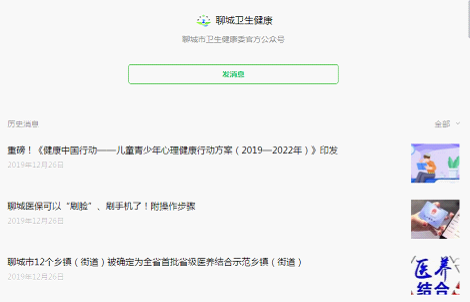 聊城卫生健康
聊城市卫生健康委官方公众号
发消息
历史消息
全部
重磅！《健康中国行动——儿童青少年心理健康行动方案（2019—2022年）》印发
2019年12月26日
聊城医保可以“刷脸”、刷手机了！附操作步骤
2019年12月26日
聊城市12个乡镇（街道）被确定为全省首批省级医养结合示范乡镇（街道）
2019年12月26日
医养
结合